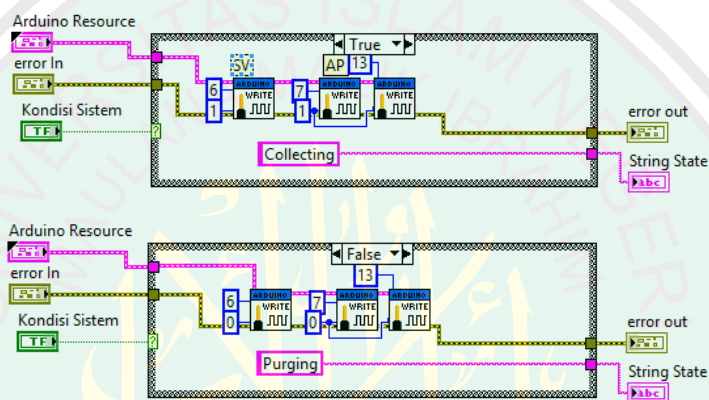 Arduino Resource
error In
Kondisi Sistem
TF
?
True
SV
AP
13
6
1
7
1
ARDUINO
WRITE
ARDUINO
WRITE
ARDUINO
WRITE
Collecting
error out
String State
abc
Arduino Resource
error In
Kondisi Sistem
TF
?
False
13
6
0
7
0
ARDUINO
WRITE
ARDUINO
WRITE
ARDUINO
WRITE
Purging
error out
String State
abc